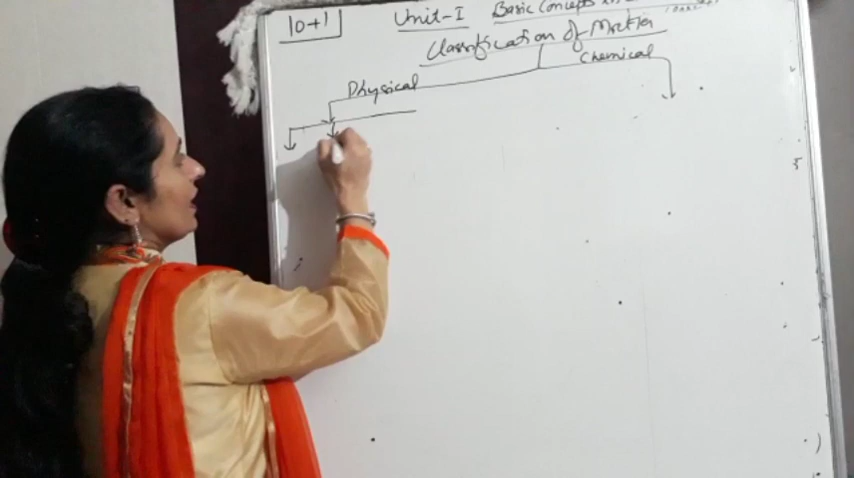 10+1 Unit-I Basic Concepts
Classification of Matter
Physical Chemical